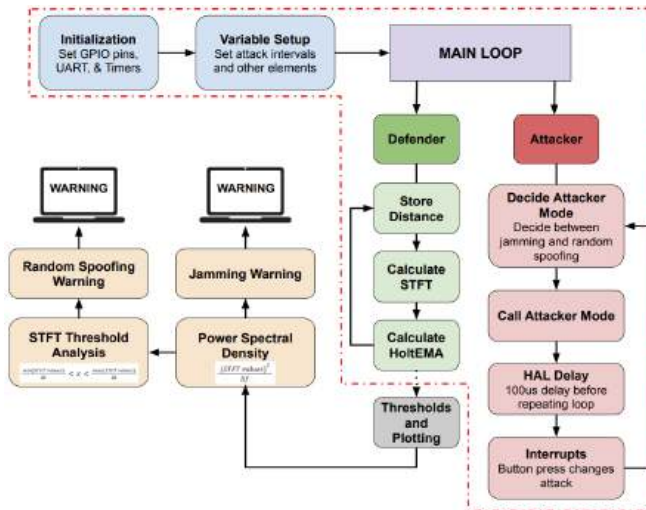 Initialization
Set GPIO pins,
UART, & Timers
Variable Setup
Set attack intervals
and other elements
MAIN LOOP
Defender
Attacker
WARNING
WARNING
Store
Distance
Decide Attacker
Mode
Decide between
jamming and random
spoofing
Random Spoofing
Warning
Jamming Warning
Calculate
STFT
Call Attacker Mode
STFT Threshold
Analysis
Power Spectral
Density
Calculate
HoltEMA
HAL Delay
100us delay before
repeating loop
Thresholds
and
Plotting
Interrupts
Button press changes
attack